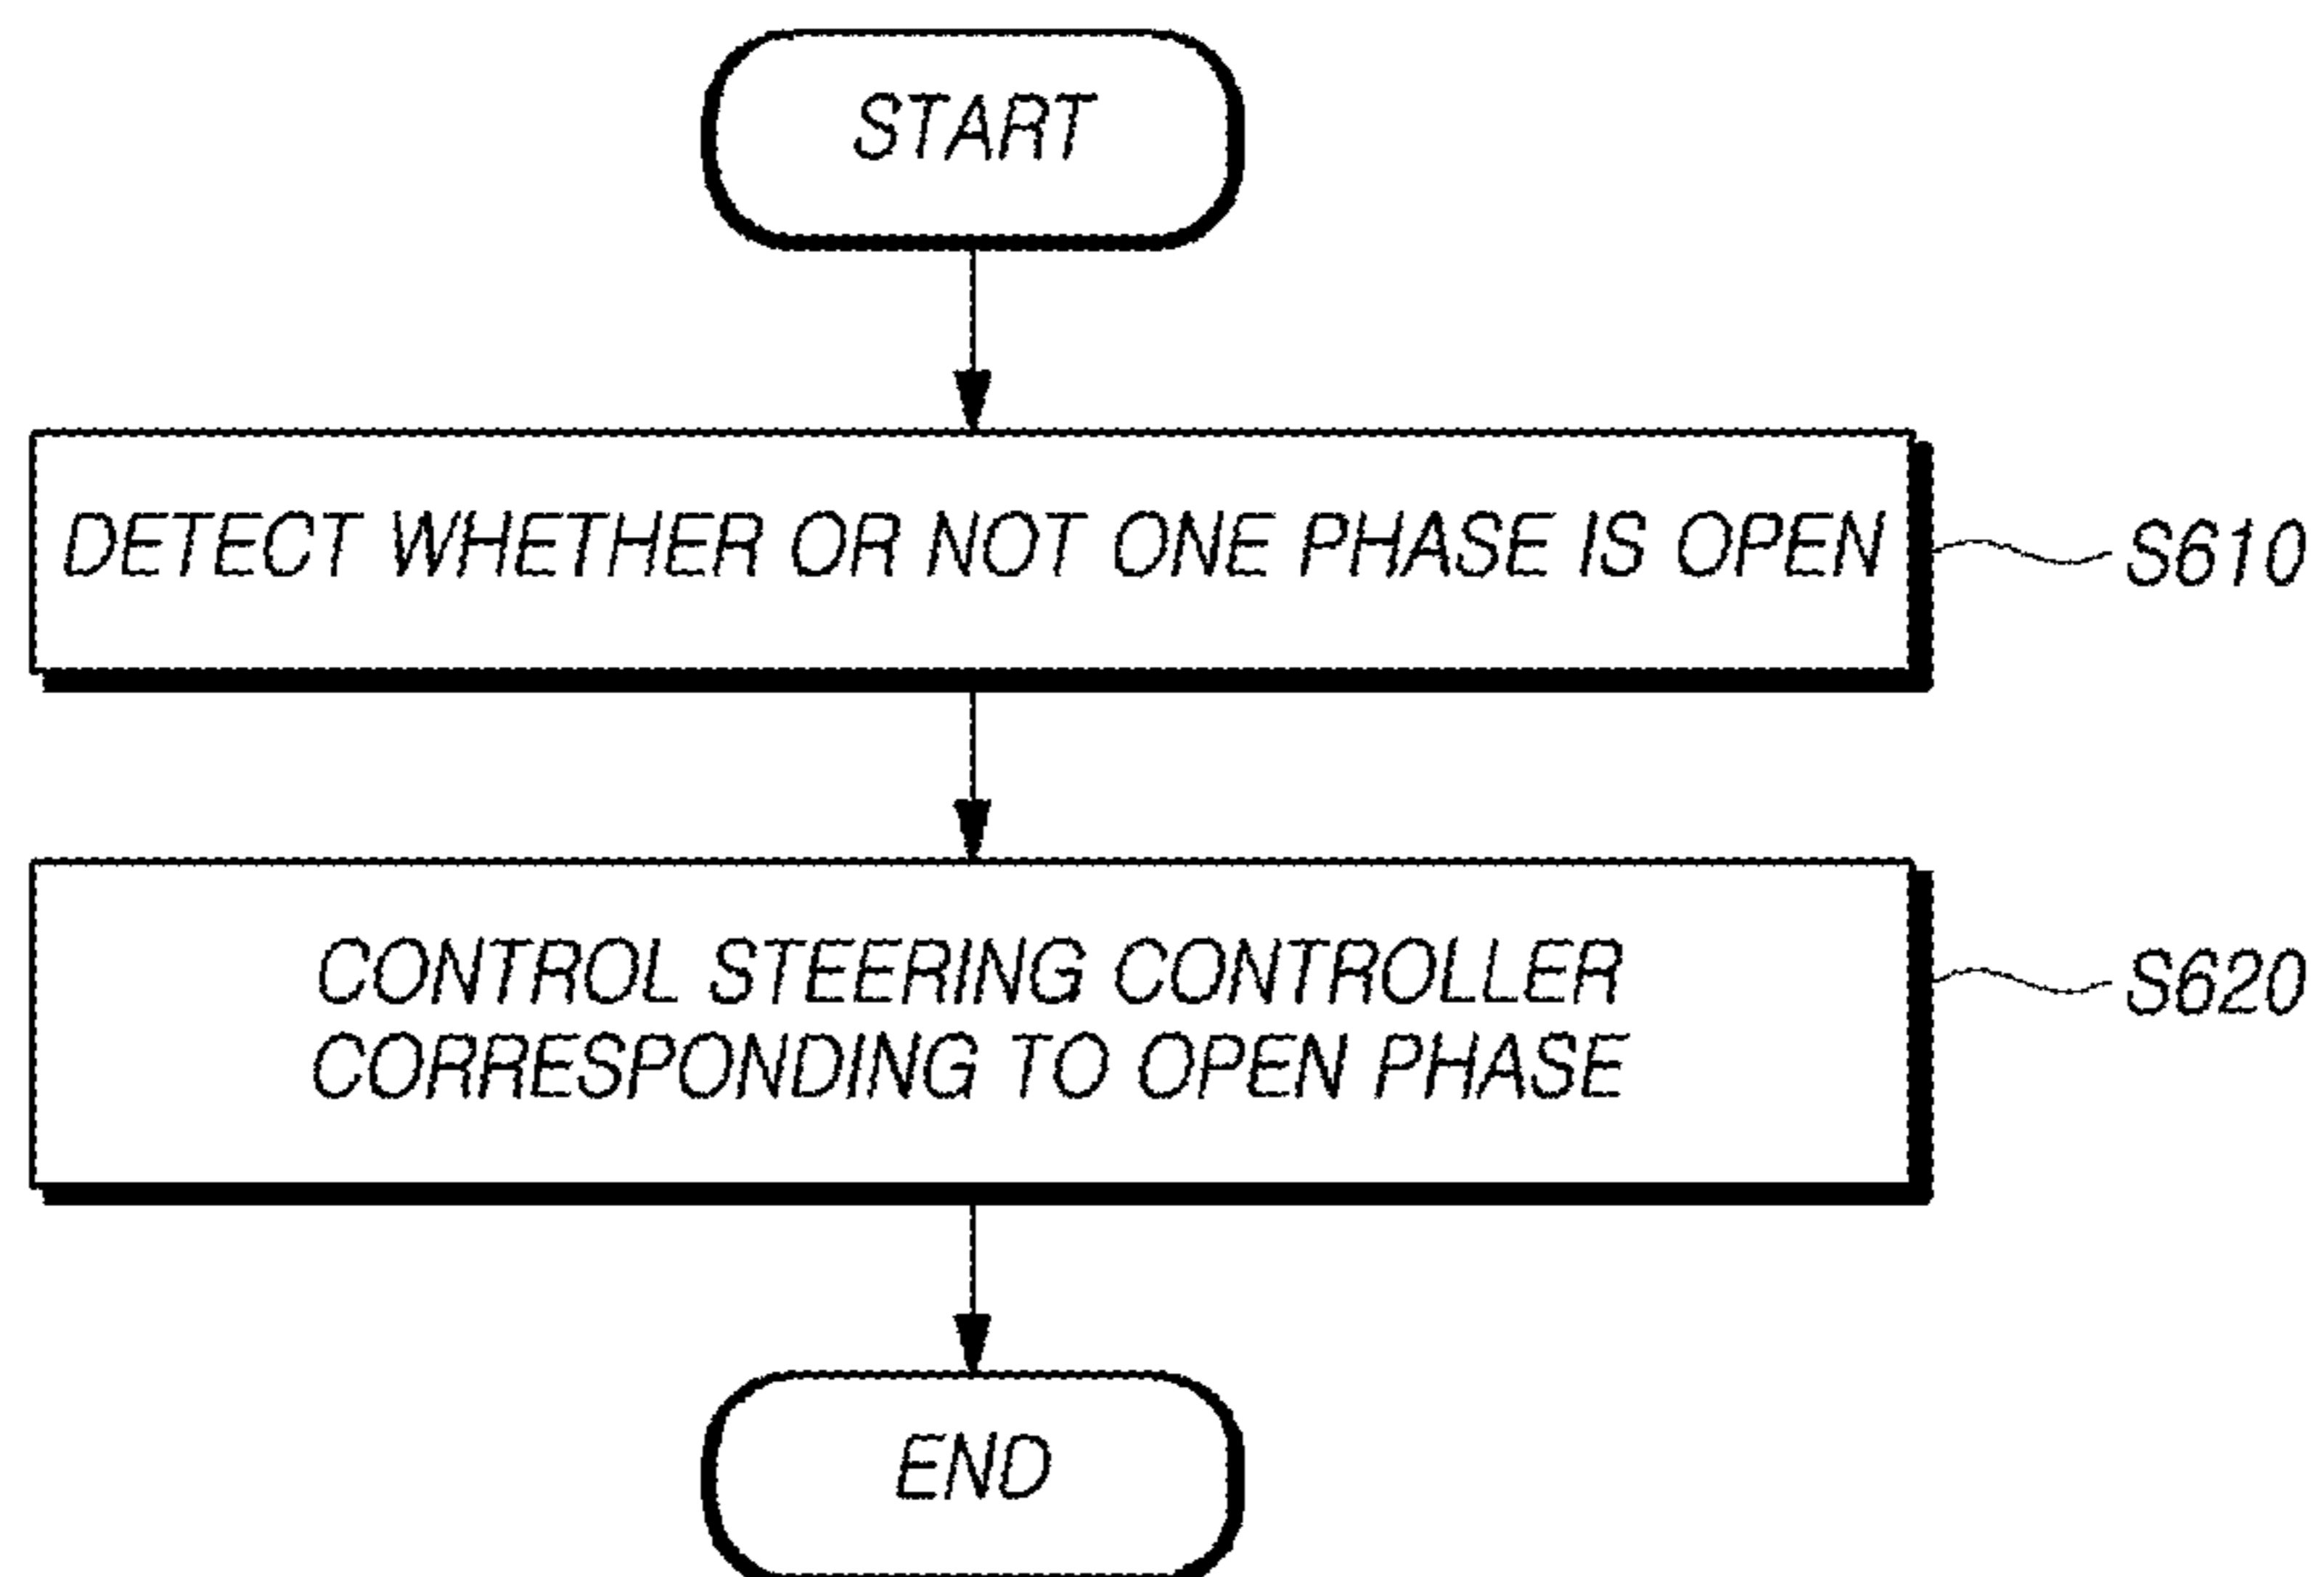 START
DETECT WHETHER OR NOT ONE PHASE IS OPEN
S610
CONTROL STEERING CONTROLLER
CORRESPONDING TO OPEN PHASE
S620
END